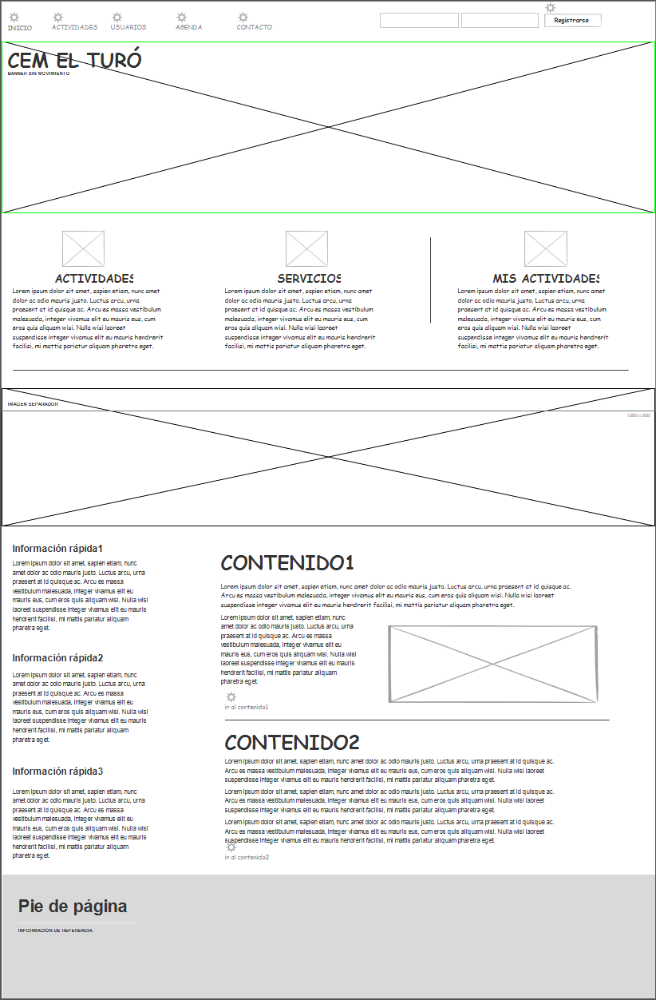 INICIO ACTIVIDADES USUARIOS AGENDA CONTACTO Registrarse
CEM EL TURÓ
BANNER SIN MOVIMIENTO
ACTIVIDADES
Lorem ipsum dolor sit amet, sapien etiam, nunc amet
dolor ac odio mauris justo. Luctus arcu, urna
praesent at id quisque ac. Arcu es massa vestibulum
malesuada, integer vivamus elit eu mauris eus, cum
eros quis aliquam wisi. Nulla wisi laoreet
suspendisse integer vivamus elit eu mauris hendrerit
facilisi, mi mattis pariatur aliquam pharetra eget.
SERVICIOS
Lorem ipsum dolor sit amet, sapien etiam, nunc amet
dolor ac odio mauris justo. Luctus arcu, urna
praesent at id quisque ac. Arcu es massa vestibulum
malesuada, integer vivamus elit eu mauris eus, cum
eros quis aliquam wisi. Nulla wisi laoreet
suspendisse integer vivamus elit eu mauris hendrerit
facilisi, mi mattis pariatur aliquam pharetra eget.
MIS ACTIVIDADES
Lorem ipsum dolor sit amet, sapien etiam, nunc amet
dolor ac odio mauris justo. Luctus arcu, urna
praesent at id quisque ac. Arcu es massa vestibulum
malesuada, integer vivamus elit eu mauris eus, cum
eros quis aliquam wisi. Nulla wisi laoreet
suspendisse integer vivamus elit eu mauris hendrerit
facilisi, mi mattis pariatur aliquam pharetra eget.
IMAGEN SEPARADOR
Información rápida1
Lorem ipsum dolor sit amet, sapien etiam, nunc
amet dolor ac odio mauris justo. Luctus arcu, urna
praesent at id quisque ac. Arcu es massa
vestibulum malesuada, integer vivamus elit eu
mauris eus, cum eros quis aliquam wisi. Nulla wisi
laoreet suspendisse integer vivamus elit eu mauris
hendrerit facilisi, mi mattis pariatur aliquam
pharetra eget.
Información rápida2
Lorem ipsum dolor sit amet, sapien etiam, nunc
amet dolor ac odio mauris justo. Luctus arcu, urna
praesent at id quisque ac. Arcu es massa
vestibulum malesuada, integer vivamus elit eu
mauris eus, cum eros quis aliquam wisi. Nulla wisi
laoreet suspendisse integer vivamus elit eu mauris
hendrerit facilisi, mi mattis pariatur aliquam
pharetra eget.
Información rápida3
Lorem ipsum dolor sit amet, sapien etiam, nunc
amet dolor ac odio mauris justo. Luctus arcu, urna
praesent at id quisque ac. Arcu es massa
vestibulum malesuada, integer vivamus elit eu
mauris eus, cum eros quis aliquam wisi. Nulla wisi
laoreet suspendisse integer vivamus elit eu mauris
hendrerit facilisi, mi mattis pariatur aliquam
pharetra eget.
CONTENIDO1
Lorem ipsum dolor sit amet, sapien etiam, nunc amet dolor ac odio mauris justo. Luctus arcu, urna praesent at id quisque ac.
Arcu es massa vestibulum malesuada, integer vivamus elit eu mauris eus, cum eros quis aliquam wisi. Nulla wisi laoreet
suspendisse integer vivamus elit eu mauris hendrerit facilisi, mi mattis pariatur aliquam pharetra eget.
Lorem ipsum dolor sit amet, sapien etiam, nunc
amet dolor ac odio mauris justo. Luctus arcu, urna
praesent at id quisque ac. Arcu es massa
vestibulum malesuada, integer vivamus elit eu
mauris eus, cum eros quis aliquam wisi. Nulla wisi
laoreet suspendisse integer vivamus elit eu mauris
hendrerit facilisi, mi mattis pariatur aliquam
pharetra eget.
ir al contenido1
CONTENIDO2
Lorem ipsum dolor sit amet, sapien etiam, nunc amet dolor ac odio mauris justo. Luctus arcu, urna praesent at id quisque ac.
Arcu es massa vestibulum malesuada, integer vivamus elit eu mauris eus, cum eros quis aliquam wisi. Nulla wisi laoreet
suspendisse integer vivamus elit eu mauris hendrerit facilisi, mi mattis pariatur aliquam pharetra eget.
Lorem ipsum dolor sit amet, sapien etiam, nunc amet dolor ac odio mauris justo. Luctus arcu, urna praesent at id quisque ac.
Arcu es massa vestibulum malesuada, integer vivamus elit eu mauris eus, cum eros quis aliquam wisi. Nulla wisi laoreet
suspendisse integer vivamus elit eu mauris hendrerit facilisi, mi mattis pariatur aliquam pharetra eget.
Lorem ipsum dolor sit amet, sapien etiam, nunc amet dolor ac odio mauris justo. Luctus arcu, urna praesent at id quisque ac.
Arcu es massa vestibulum malesuada, integer vivamus elit eu mauris eus, cum eros quis aliquam wisi. Nulla wisi laoreet
suspendisse integer vivamus elit eu mauris hendrerit facilisi, mi mattis pariatur aliquam pharetra eget.
ir al contenido2
Pie de página
INFORMACIÓN DE REFERENCIA